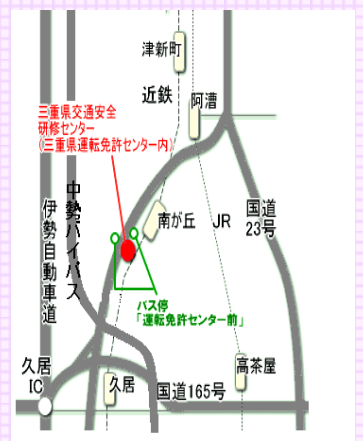 津新町
近鉄
阿漕
三重県交通安全
研修センター
(三重県運転免許センター内)
中勢バイパス
伊勢自動車道
南が丘
JR
国道
23号
バス停
「運転免許センター前」
久居
IC
久居
国道165号
高茶屋